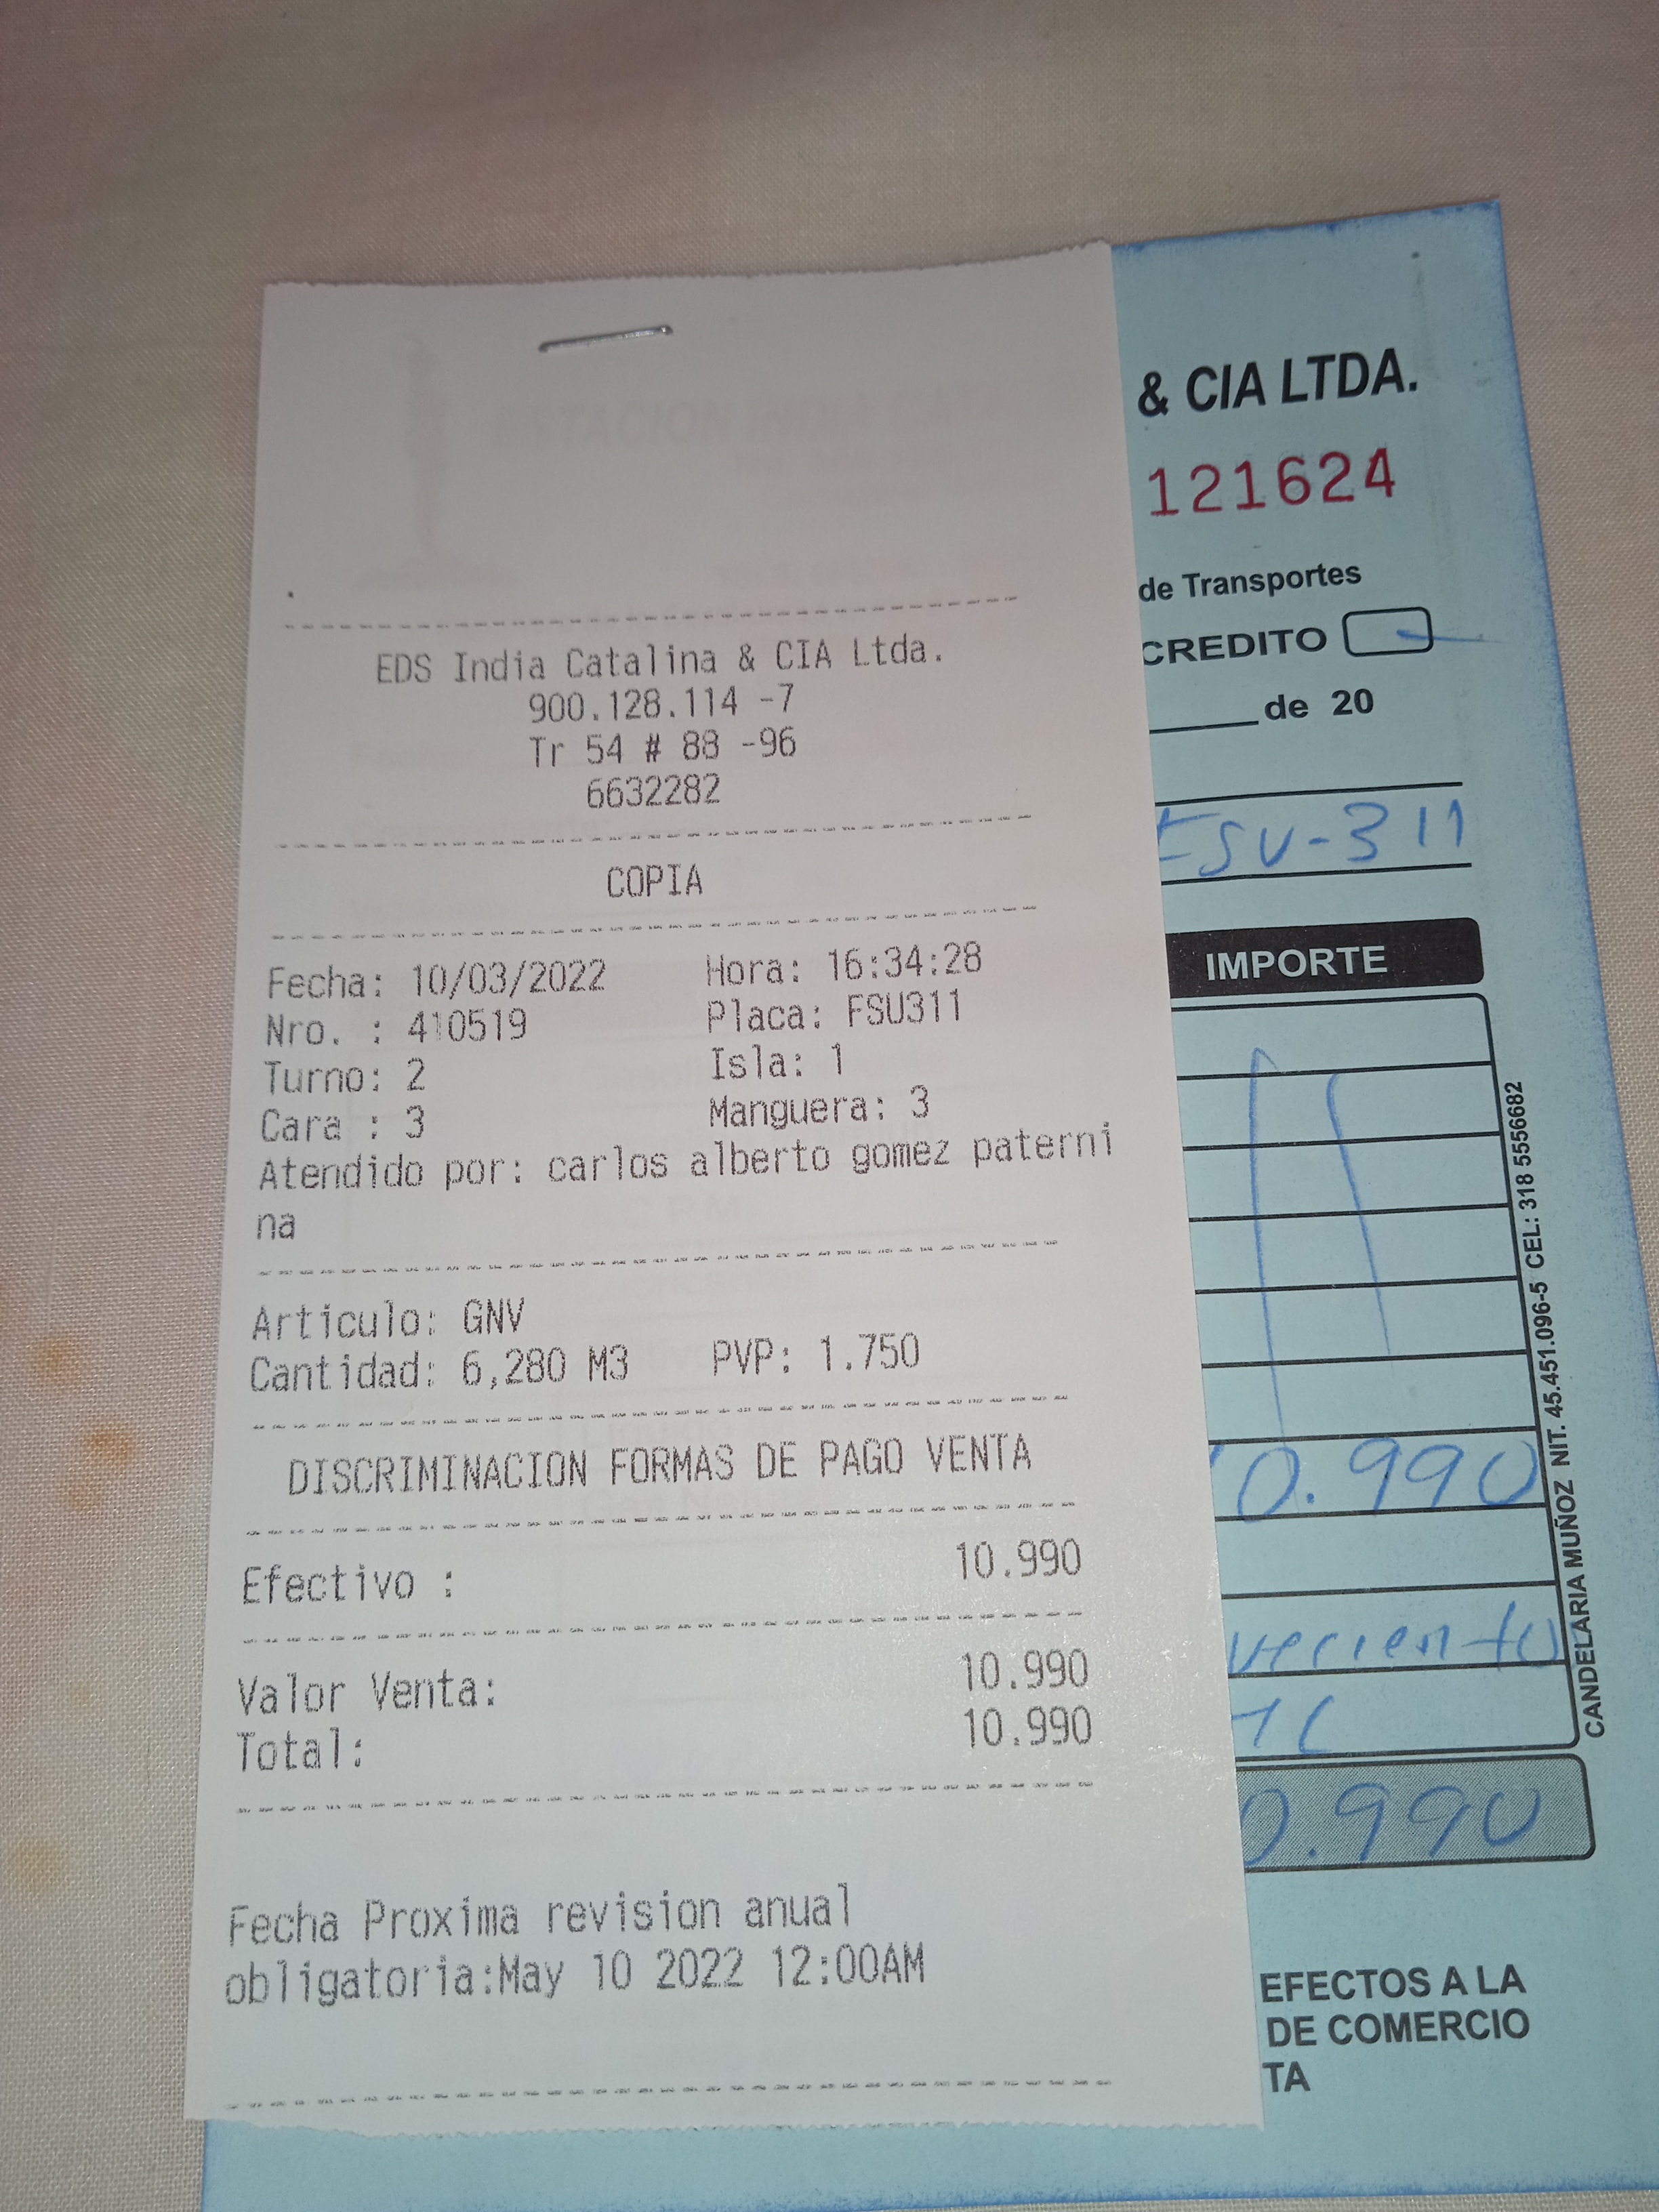 EDS India Catalina & CIA Ltda.
900.128.114 -7
Tr 54 # 88 -96
6632282
COPIA
Fecha: 10/03/2022 Hora: 16:34:28
Nro. : 410519 Placa: FSU311
Turno: 2 Isla: 1
Cara : 3 Manguera: 3
Atendido por: carlos alberto gomez paterni
na
Articulo: GNV
Cantidad: 6,280 M3 PVP: 1.750
DISCRIMINACION FORMAS DE PAGO VENTA
Efectivo : 10.990
Valor Venta: 10.990
Total: 10.990
Fecha Proxima revision anual
obligatoria:May 10 2022 12:00AM
& CIA LTDA.
121624
de Transportes
CREDITO
de 20
FSU-311
IMPORTE
10.990
0.990
EFECTOS A LA
DE COMERCIO
TA
CANDELARIA MUÑOZ NIT. 45.451.096-5 CEL: 318 5556682